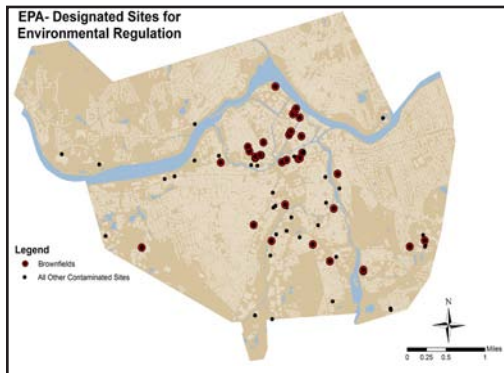 EPA- Designated Sites for
Environmental Regulation
Legend
Brownfields
All Other Contaminated Sites
N
Miles
0 0.25 0.5 1